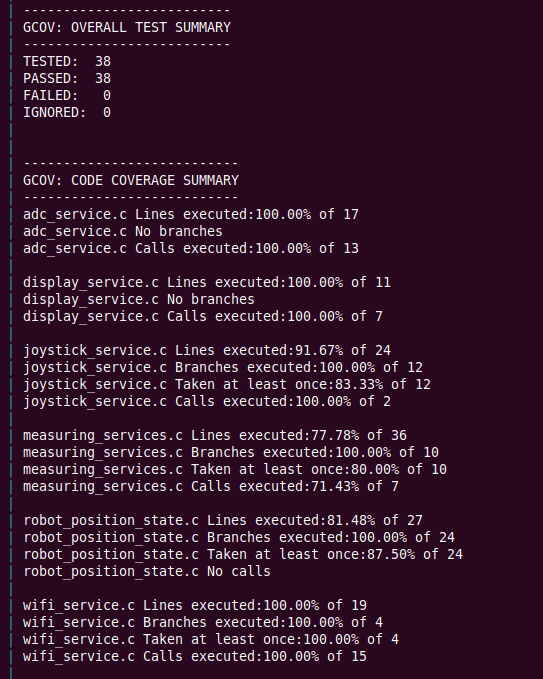 --------------------------
GCOV: OVERALL TEST SUMMARY
--------------------------
TESTED:  38
PASSED:  38
FAILED:   0
IGNORED:  0
---------------------------
GCOV: CODE COVERAGE SUMMARY
---------------------------
adc_service.c Lines executed:100.00% of 17
adc_service.c No branches
adc_service.c Calls executed:100.00% of 13
display_service.c Lines executed:100.00% of 11
display_service.c No branches
display_service.c Calls executed:100.00% of 7
joystick_service.c Lines executed:91.67% of 24
joystick_service.c Branches executed:100.00% of 12
joystick_service.c Taken at least once:83.33% of 12
joystick_service.c Calls executed:100.00% of 2
measuring_services.c Lines executed:77.78% of 36
measuring_services.c Branches executed:100.00% of 10
measuring_services.c Taken at least once:80.00% of 10
measuring_services.c Calls executed:71.43% of 7
robot_position_state.c Lines executed:81.48% of 27
robot_position_state.c Branches executed:100.00% of 24
robot_position_state.c Taken at least once:87.50% of 24
robot_position_state.c No calls
wifi_service.c Lines executed:100.00% of 19
wifi_service.c Branches executed:100.00% of 4
wifi_service.c Taken at least once:100.00% of 4
wifi_service.c Calls executed:100.00% of 15